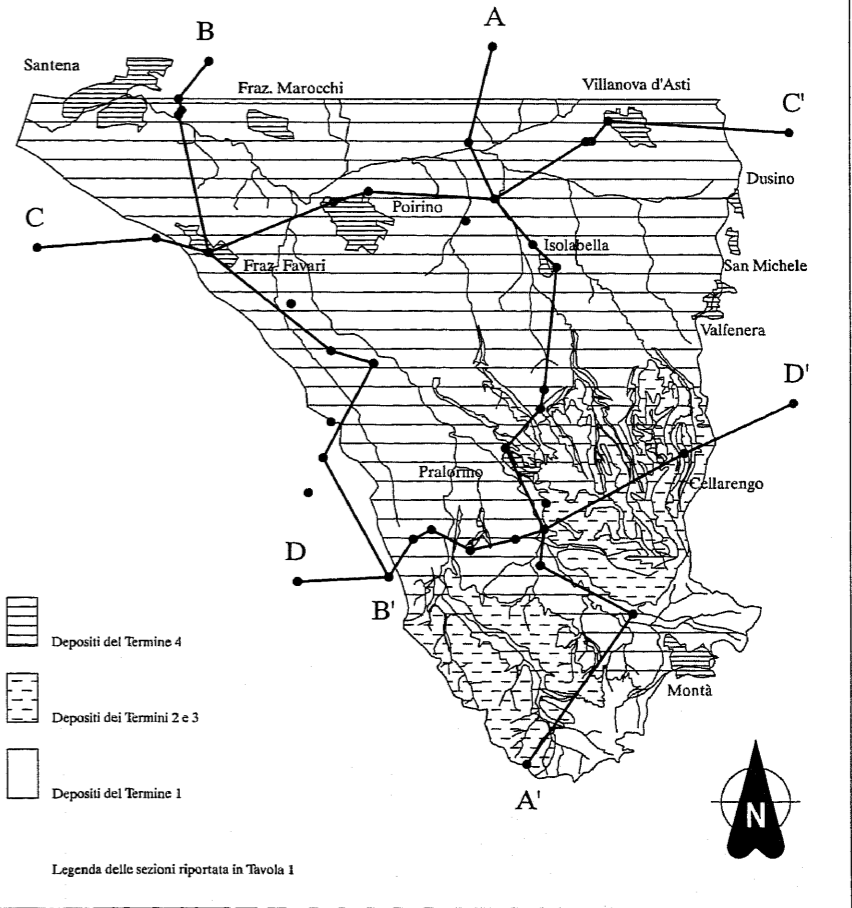 A
B
Santena
Fraz. Marocchi
Villanova d'Asti
C'
Dusino
Poirino
C
Isolabella
Fraz. Favari
San Michele
Valfenera
D'
Pralormo
Cellarengo
D
B'
Depositi del Termine 4
Montà
Depositi dei Termini 2 e 3
Depositi del Termine 1
A'
N
Legenda delle sezioni riportata in Tavola 1